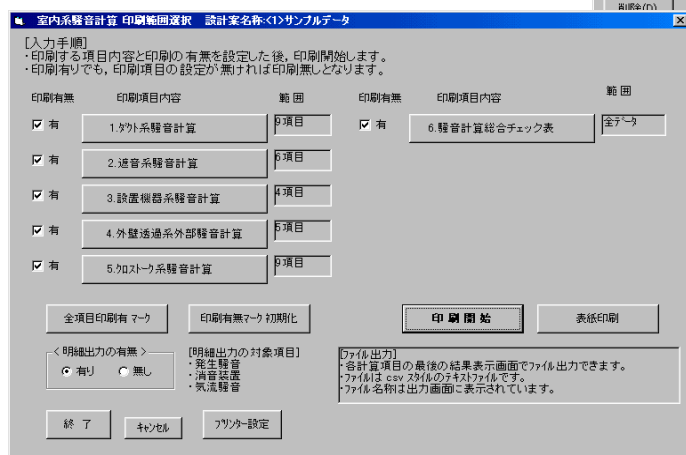 削除(D)
室内系騒音計算 印刷範囲選択 設計案名称:<1>サンプルデータ
[入力手順]
・印刷する項目内容と印刷の有無を設定した後, 印刷開始します。
・印刷有りでも, 印刷項目の設定が無ければ印刷無しとなります。
印刷有無 印刷項目内容 範囲 印刷有無 印刷項目内容 範囲
有 1.ダクト系騒音計算 9項目 有 6.騒音計算総合チェック表 全データ
有 2.遮音系騒音計算 6項目
有 3.設置機器系騒音計算 4項目
有 4.外壁透過系外部騒音計算 5項目
有 5.クロストーク系騒音計算 9項目
全項目印刷有 マーク 印刷有無マーク 初期化 印 刷 開 始 表紙印刷
<明細出力の有無>
有り 無し
[明細出力の対象項目]
・発生騒音
・消音装置
・気流騒音
[ファイル出力]
・各計算項目の最後の結果表示画面でファイル出力できます。
・ファイルは csv スタイルのテキストファイルです。
・ファイル名称は出力画面に表示されています。
終 了 キャンセル プリンター設定